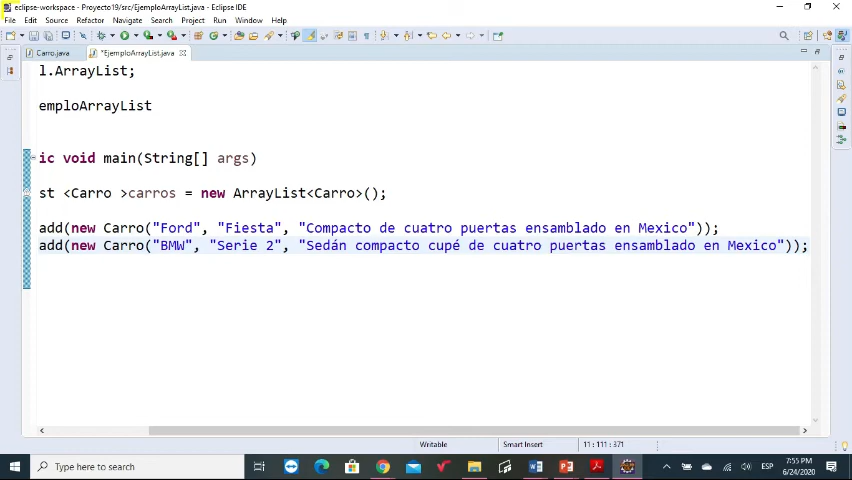 eclipse-workspace - Proyecto19/src/EjemploArrayList.java - Eclipse IDE
File Edit Source Refactor Navigate Search Project Run Window Help
Carro.java *EjemploArrayList.java
l.ArrayList;
emploArrayList
ic void main(String[] args)
st <Carro >carros = new ArrayList<Carro>();
add(new Carro("Ford", "Fiesta", "Compacto de cuatro puertas ensamblado en Mexico"));
add(new Carro("BMW", "Serie 2", "Sedán compacto cupé de cuatro puertas ensamblado en Mexico"));
Writable Smart Insert 11 : 111 : 371
Type here to search
ESP
7:55 PM
6/24/2020